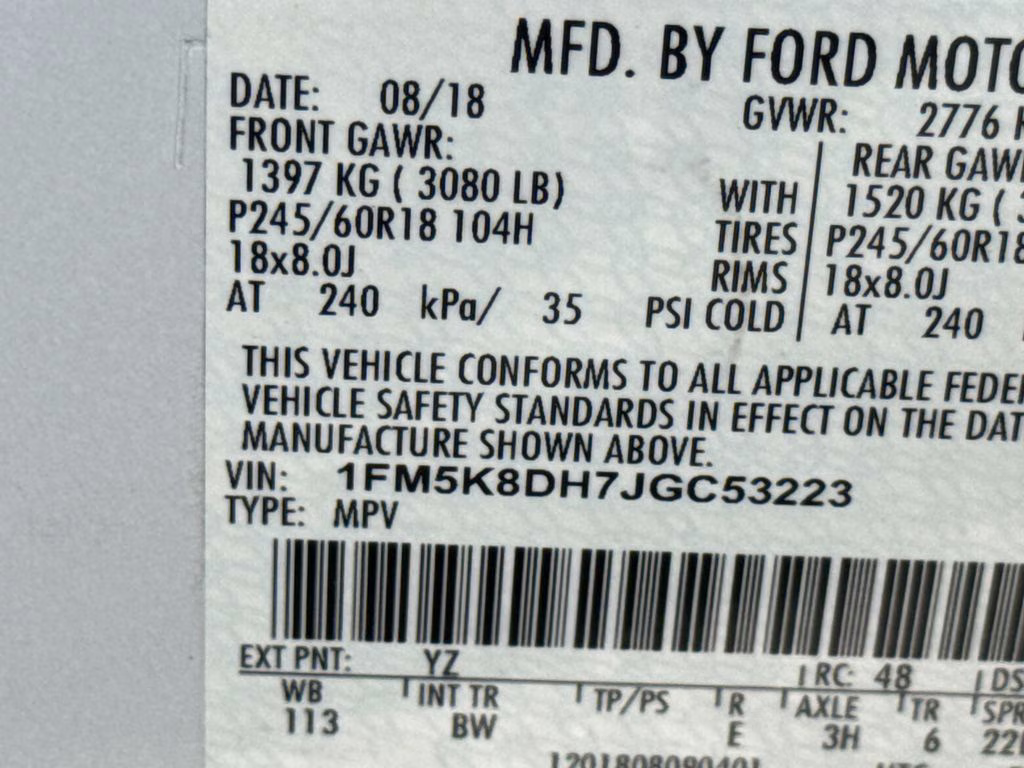 MFD. BY FORD MOTO
DATE: 08/18
GVWR: 2776 K
FRONT GAWR:
REAR GAWR
1397 KG ( 3080 LB)
WITH
1520 KG ( 3
P245/60R18 104H
TIRES
P245/60R18
18x8.0J
RIMS
18x8.0J
AT 240 kPa/ 35 PSI COLD
AT 240
THIS VEHICLE CONFORMS TO ALL APPLICABLE FEDER
VEHICLE SAFETY STANDARDS IN EFFECT ON THE DAT
MANUFACTURE SHOWN ABOVE.
VIN: 1FM5K8DH7JGC53223
TYPE: MPV
EXT PNT: YZ
RC: 48
DS
WB
INT TR
TP/PS
R
AXLE
TR
SPR
113
BW
E
3H
6
22